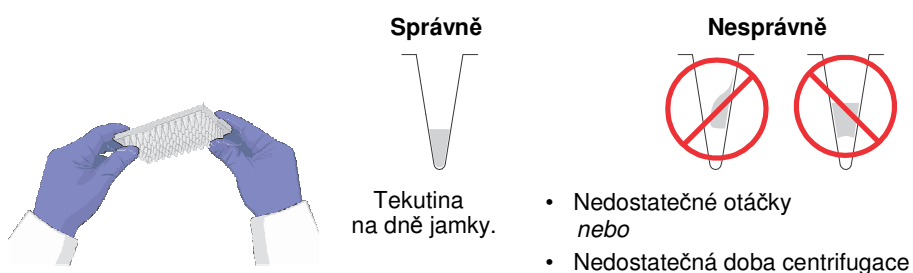 Správně
Nesprávně
Tekutina
na dně jamky.
• Nedostatečné otáčky
nebo
• Nedostatečná doba centrifugace